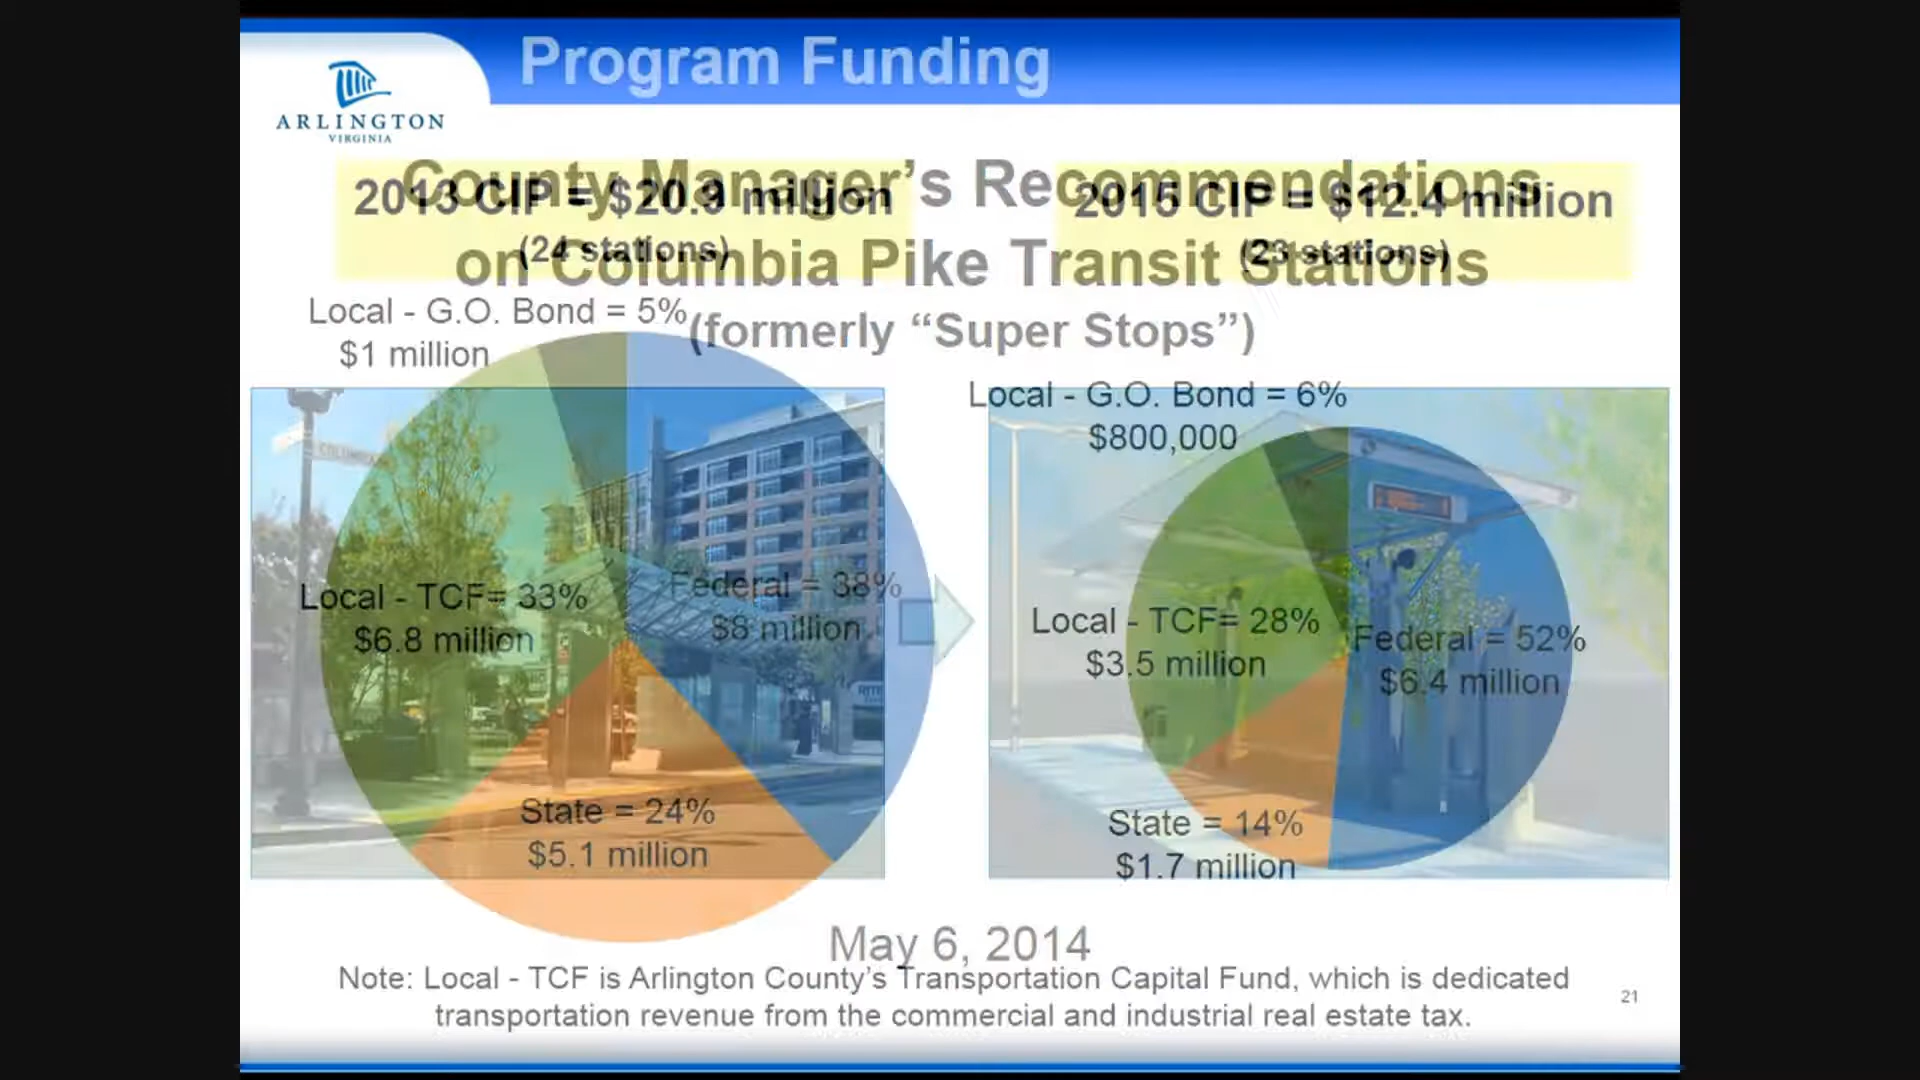 Program Funding
ARLINGTON
VIRGINIA
County Manager's Recommendations
on Columbia Pike Transit Stations
(formerly “Super Stops”)
2013 CIP = $20.9 million
(24 stations)
2015 CIP = $12.4 million
(23 stations)
Local - G.O. Bond = 5%
$1 million
Local - TCF= 33%
$6.8 million
Federal = 38%
$8 million
State = 24%
$5.1 million
Local - G.O. Bond = 6%
$800,000
Local - TCF= 28%
$3.5 million
Federal = 52%
$6.4 million
State = 14%
$1.7 million
May 6, 2014
Note: Local - TCF is Arlington County’s Transportation Capital Fund, which is dedicated
transportation revenue from the commercial and industrial real estate tax.
21